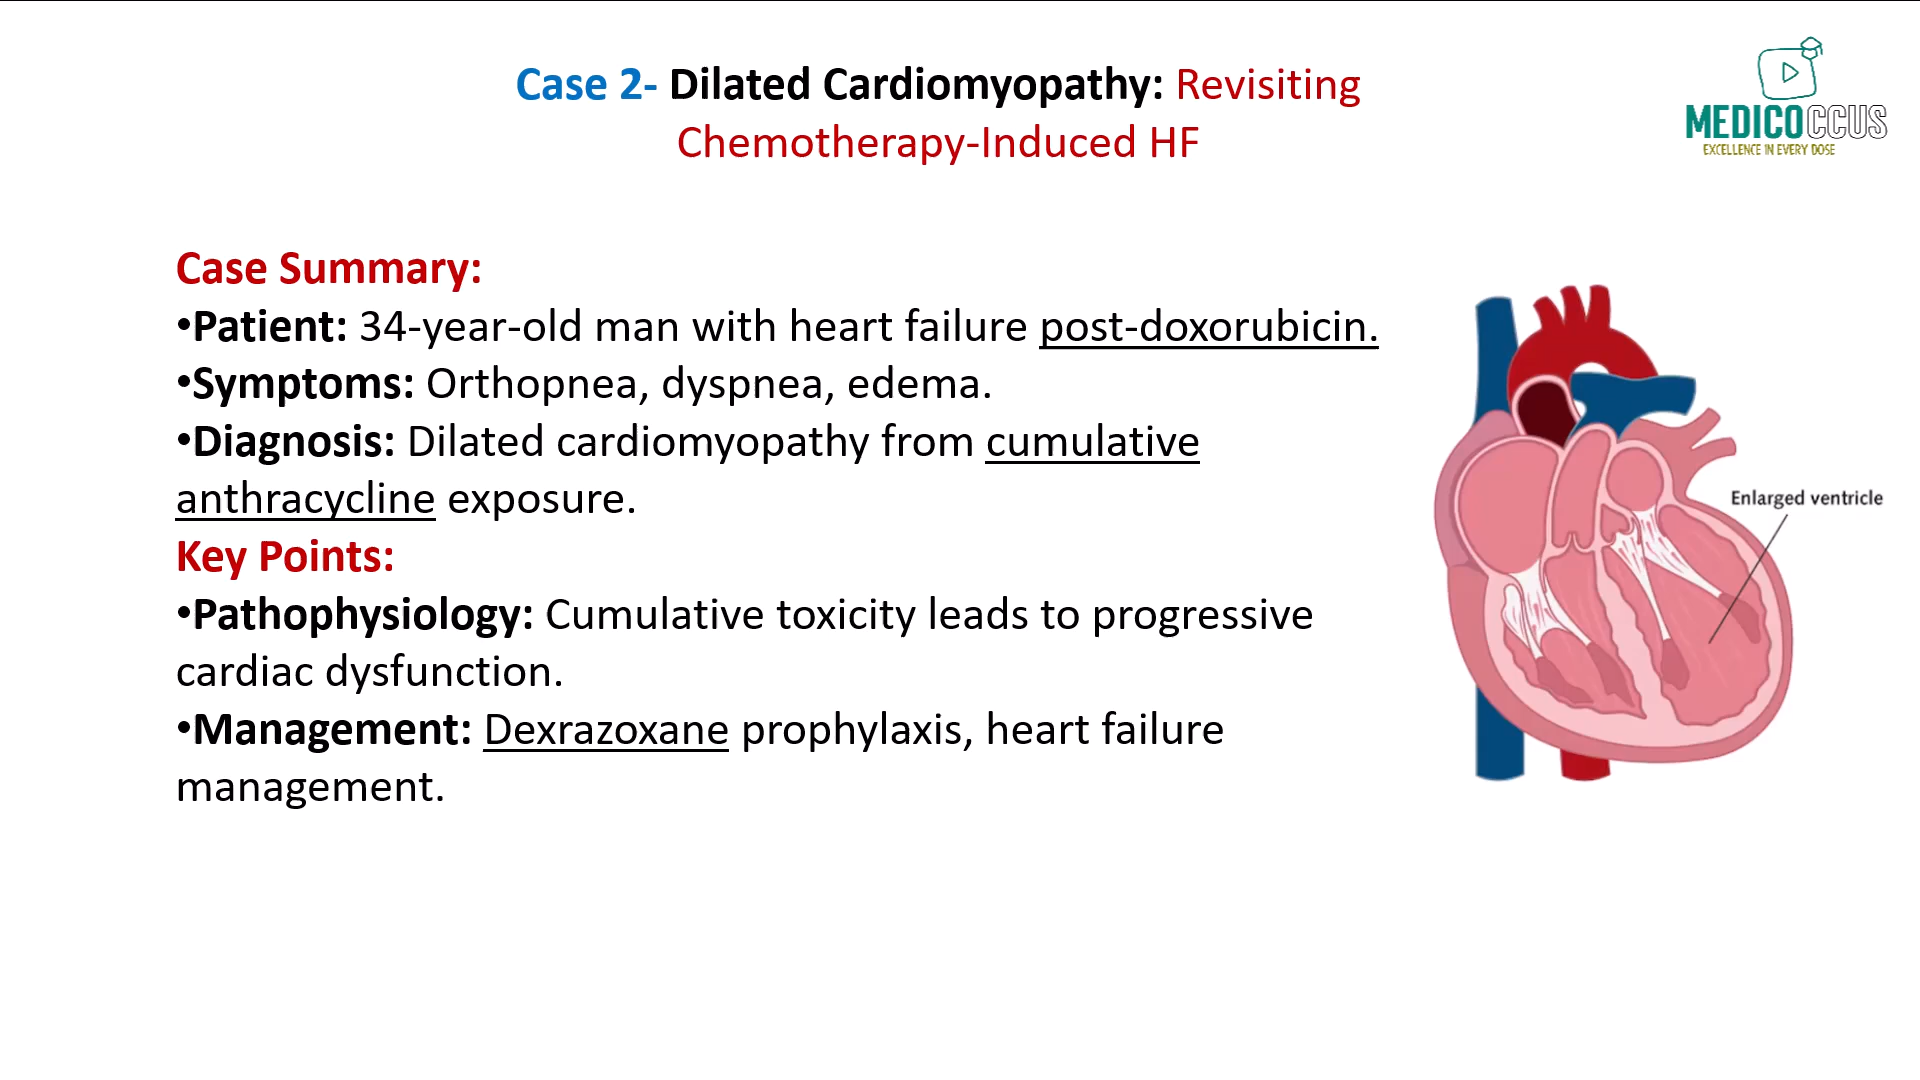 Case 2- Dilated Cardiomyopathy: Revisiting
Chemotherapy-Induced HF
MEDICOCCUS
EXCELLENCE IN EVERY DOSE
Case Summary:
•Patient: 34-year-old man with heart failure post-doxorubicin.
•Symptoms: Orthopnea, dyspnea, edema.
•Diagnosis: Dilated cardiomyopathy from cumulative
anthracycline exposure.
Key Points:
•Pathophysiology: Cumulative toxicity leads to progressive
cardiac dysfunction.
•Management: Dexrazoxane prophylaxis, heart failure
management.
Enlarged ventricle